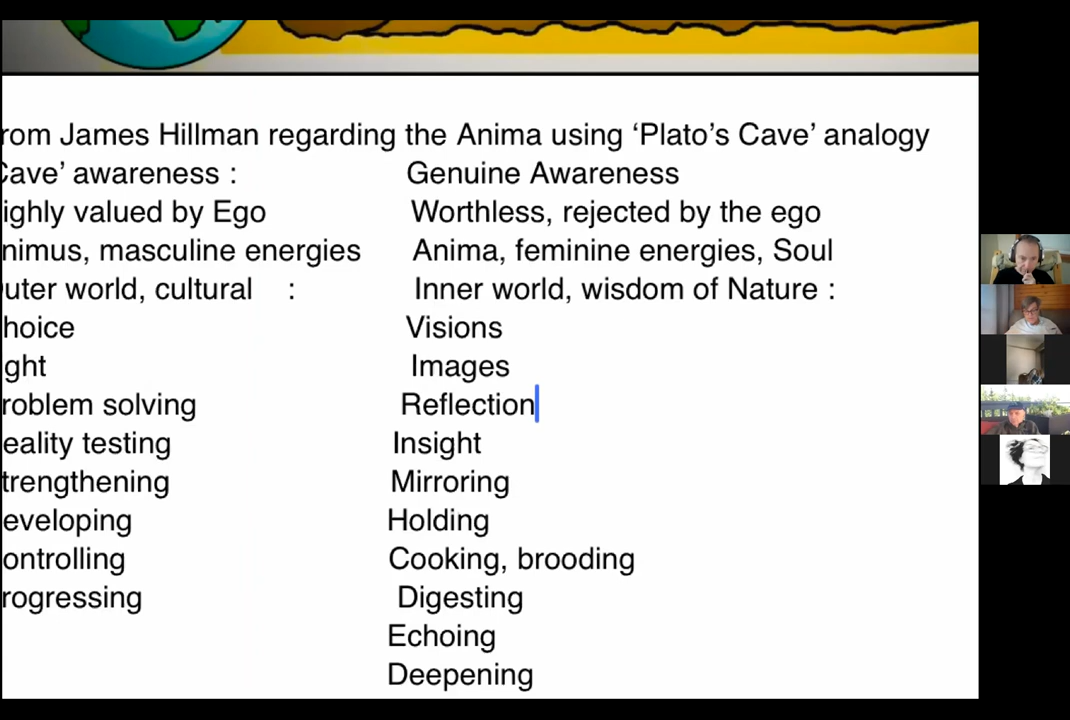 rom James Hillman regarding the Anima using ‘Plato’s Cave’ analogy
Cave’ awareness : Genuine Awareness
ighly valued by Ego Worthless, rejected by the ego
nimus, masculine energies Anima, feminine energies, Soul
uter world, cultural : Inner world, wisdom of Nature :
hoice Visions
ght Images
roblem solving Reflection
eality testing Insight
trengthening Mirroring
eveloping Holding
ontrolling Cooking, brooding
rogressing Digesting
Echoing
Deepening